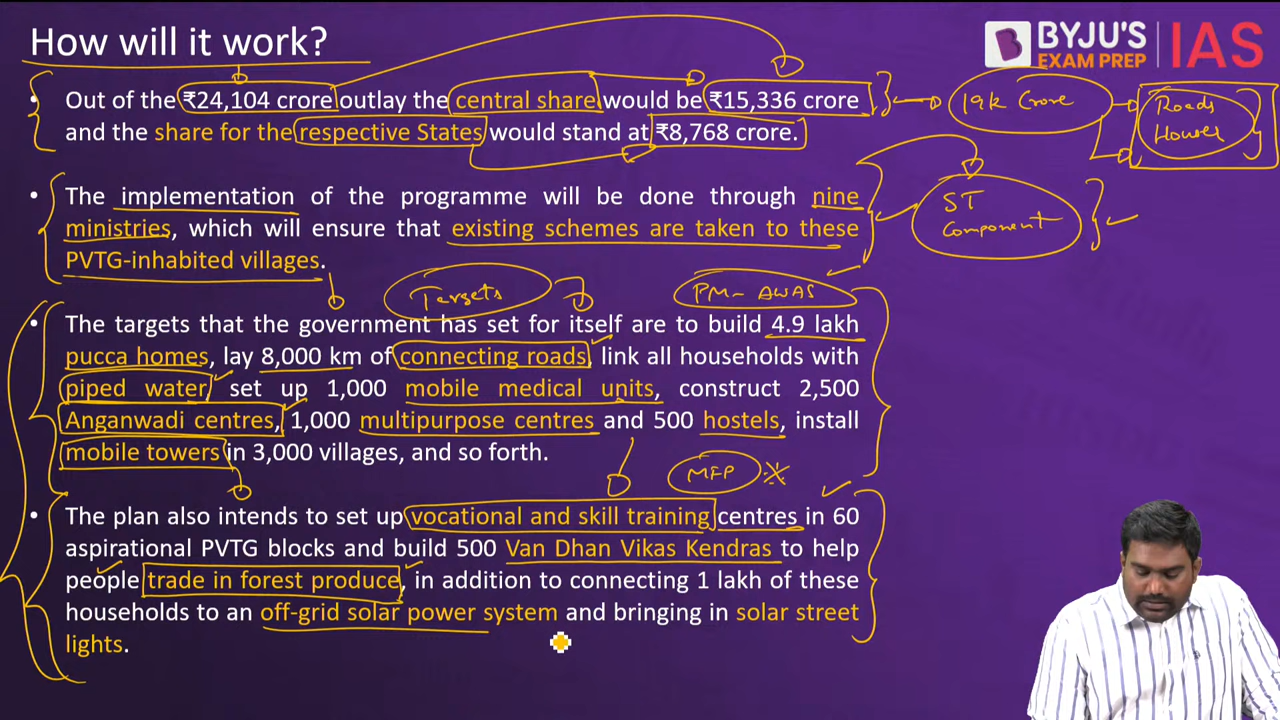 How will it work?
BYJU'S
EXAM PREP
IAS
• Out of the ₹24,104 crore outlay the central share would be ₹15,336 crore
and the share for the respective States would stand at ₹8,768 crore.
19k Crore
Roads
Houses
• The implementation of the programme will be done through nine
ministries, which will ensure that existing schemes are taken to these
PVTG-inhabited villages.
ST
Component
Targets
PM-AWAS
• The targets that the government has set for itself are to build 4.9 lakh
pucca homes, lay 8,000 km of connecting roads, link all households with
piped water, set up 1,000 mobile medical units, construct 2,500
Anganwadi centres, 1,000 multipurpose centres and 500 hostels, install
mobile towers in 3,000 villages, and so forth.
MFP
• The plan also intends to set up vocational and skill training centres in 60
aspirational PVTG blocks and build 500 Van Dhan Vikas Kendras to help
people trade in forest produce, in addition to connecting 1 lakh of these
households to an off-grid solar power system and bringing in solar street
lights.